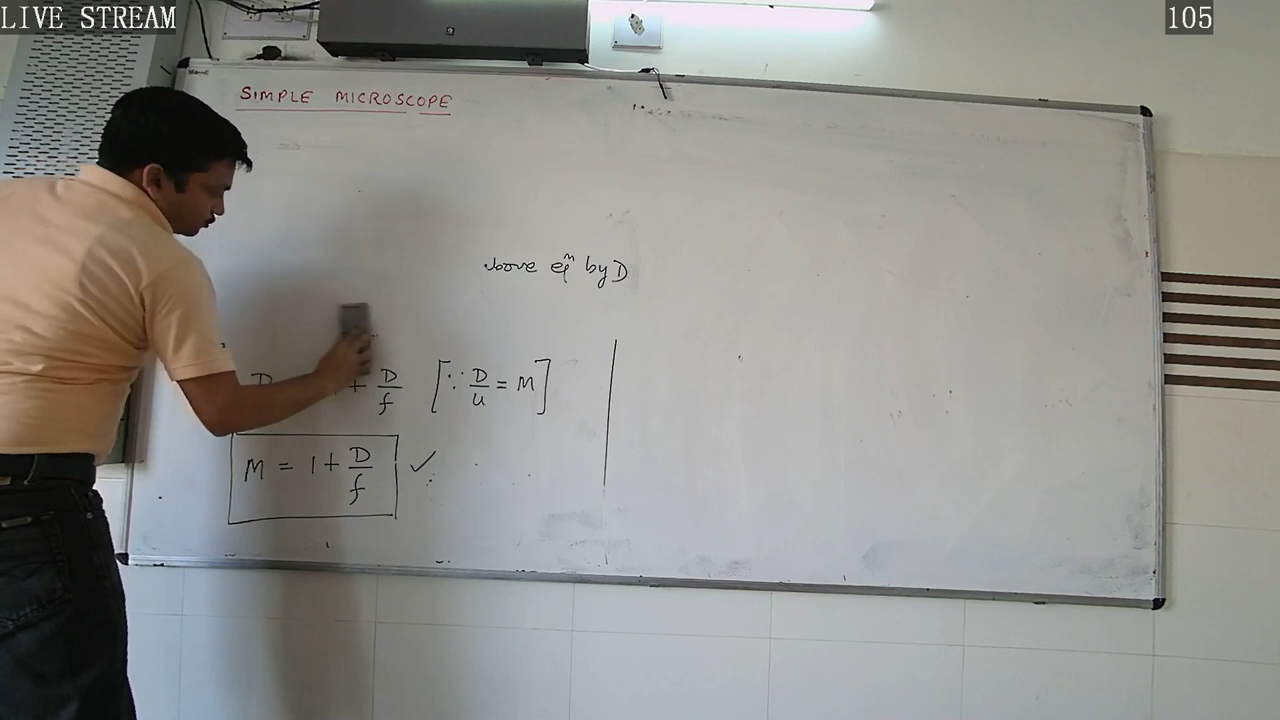 LIVE STREAM
105
SIMPLE MICROSCOPE
above eqⁿ by D
D + D/f [∵ D/u = M]
M = 1 + D/f ✓